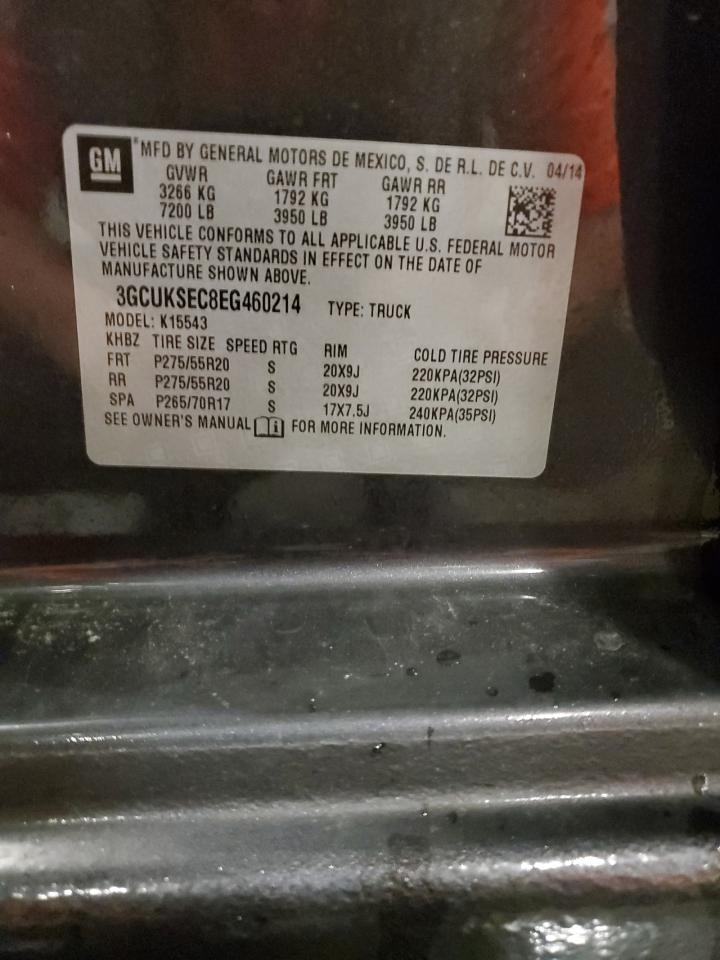 GM
*MFD BY GENERAL MOTORS DE MEXICO, S. DE R.L. DE C.V. 04/14
GVWR GAWR FRT GAWR RR
3266 KG 1792 KG 1792 KG
7200 LB 3950 LB 3950 LB
THIS VEHICLE CONFORMS TO ALL APPLICABLE U.S. FEDERAL MOTOR
VEHICLE SAFETY STANDARDS IN EFFECT ON THE DATE OF
MANUFACTURE SHOWN ABOVE.
3GCUKSEC8EG460214 TYPE: TRUCK
MODEL: K15543
KHBZ TIRE SIZE SPEED RTG RIM COLD TIRE PRESSURE
FRT P275/55R20 S 20X9J 220KPA(32PSI)
RR P275/55R20 S 20X9J 220KPA(32PSI)
SPA P265/70R17 S 17X7.5J 240KPA(35PSI)
SEE OWNER'S MANUAL i FOR MORE INFORMATION.